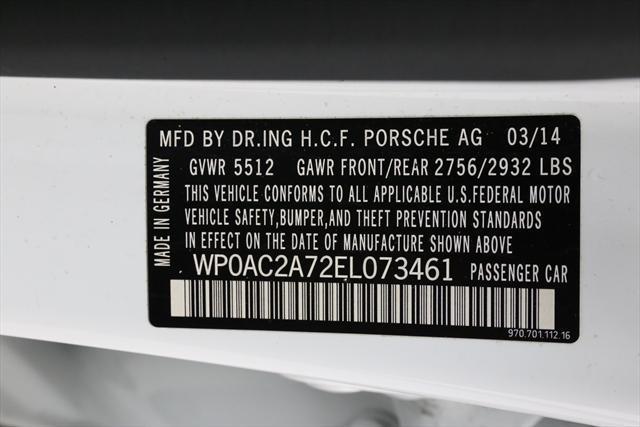 MADE IN GERMANY
MFD BY DR.ING H.C.F. PORSCHE AG 03/14
GVWR 5512 GAWR FRONT/REAR 2756/2932 LBS
THIS VEHICLE CONFORMS TO ALL APPLICABLE U.S.FEDERAL MOTOR
VEHICLE SAFETY,BUMPER,AND THEFT PREVENTION STANDARDS
IN EFFECT ON THE DATE OF MANUFACTURE SHOWN ABOVE
WP0AC2A72EL073461 PASSENGER CAR
970.701.112.16